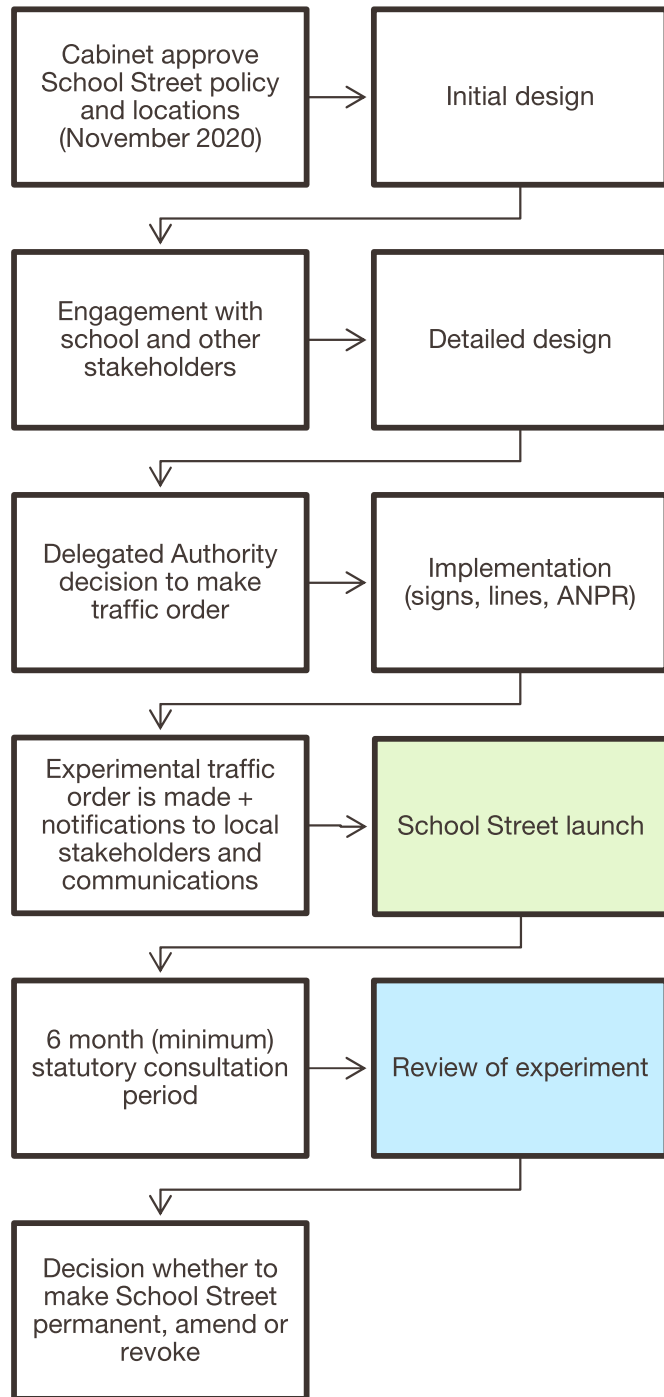 Cabinet approve
School Street policy
and locations
(November 2020)
Initial design
Engagement with
school and other
stakeholders
Detailed design
Delegated Authority
decision to make
traffic order
Implementation
(signs, lines, ANPR)
Experimental traffic
order is made +
notifications to local
stakeholders and
communications
School Street launch
6 month (minimum)
statutory consultation
period
Review of experiment
Decision whether to
make School Street
permanent, amend or
revoke